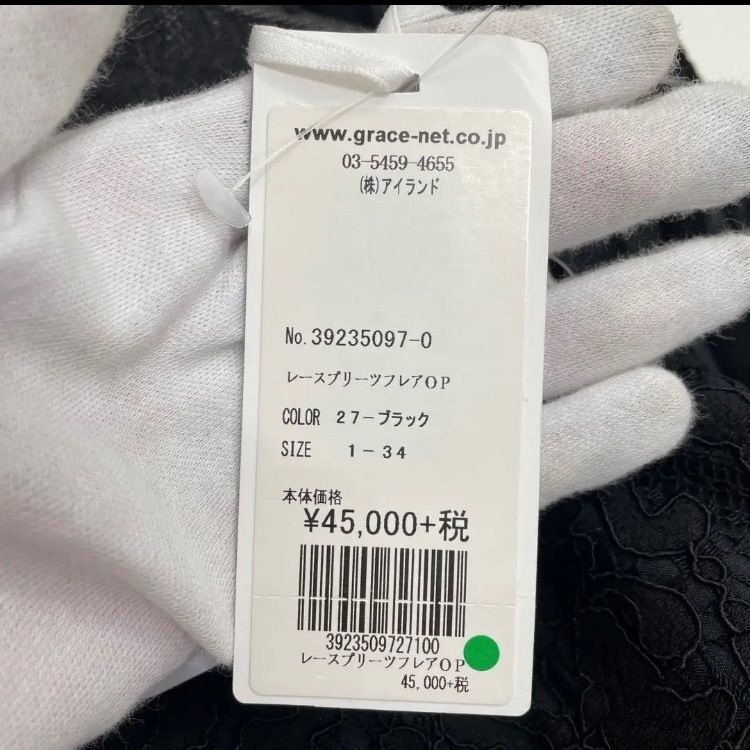 www.grace-net.co.jp
03-5459-4655
(株)アイランド
No.39235097-0
レースプリーツフレアOP
COLOR 27-ブラック
SIZE 1-34
本体価格
¥45,000+税
3923509727100
レースプリーツフレアOP
45,000+税